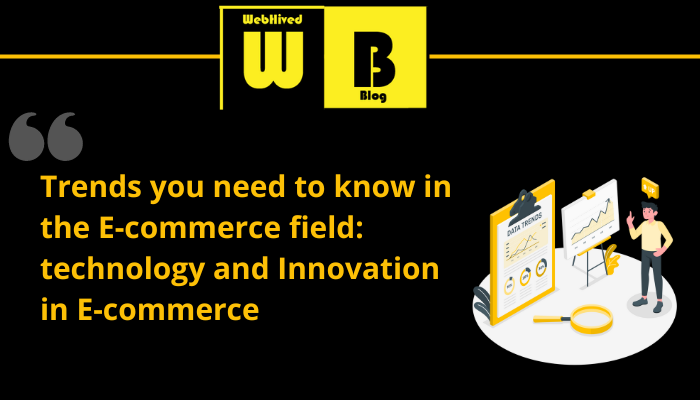 WebHived
W B
Blog
Trends you need to know in
the E-commerce field:
technology and Innovation
in E-commerce
DATA TRENDS